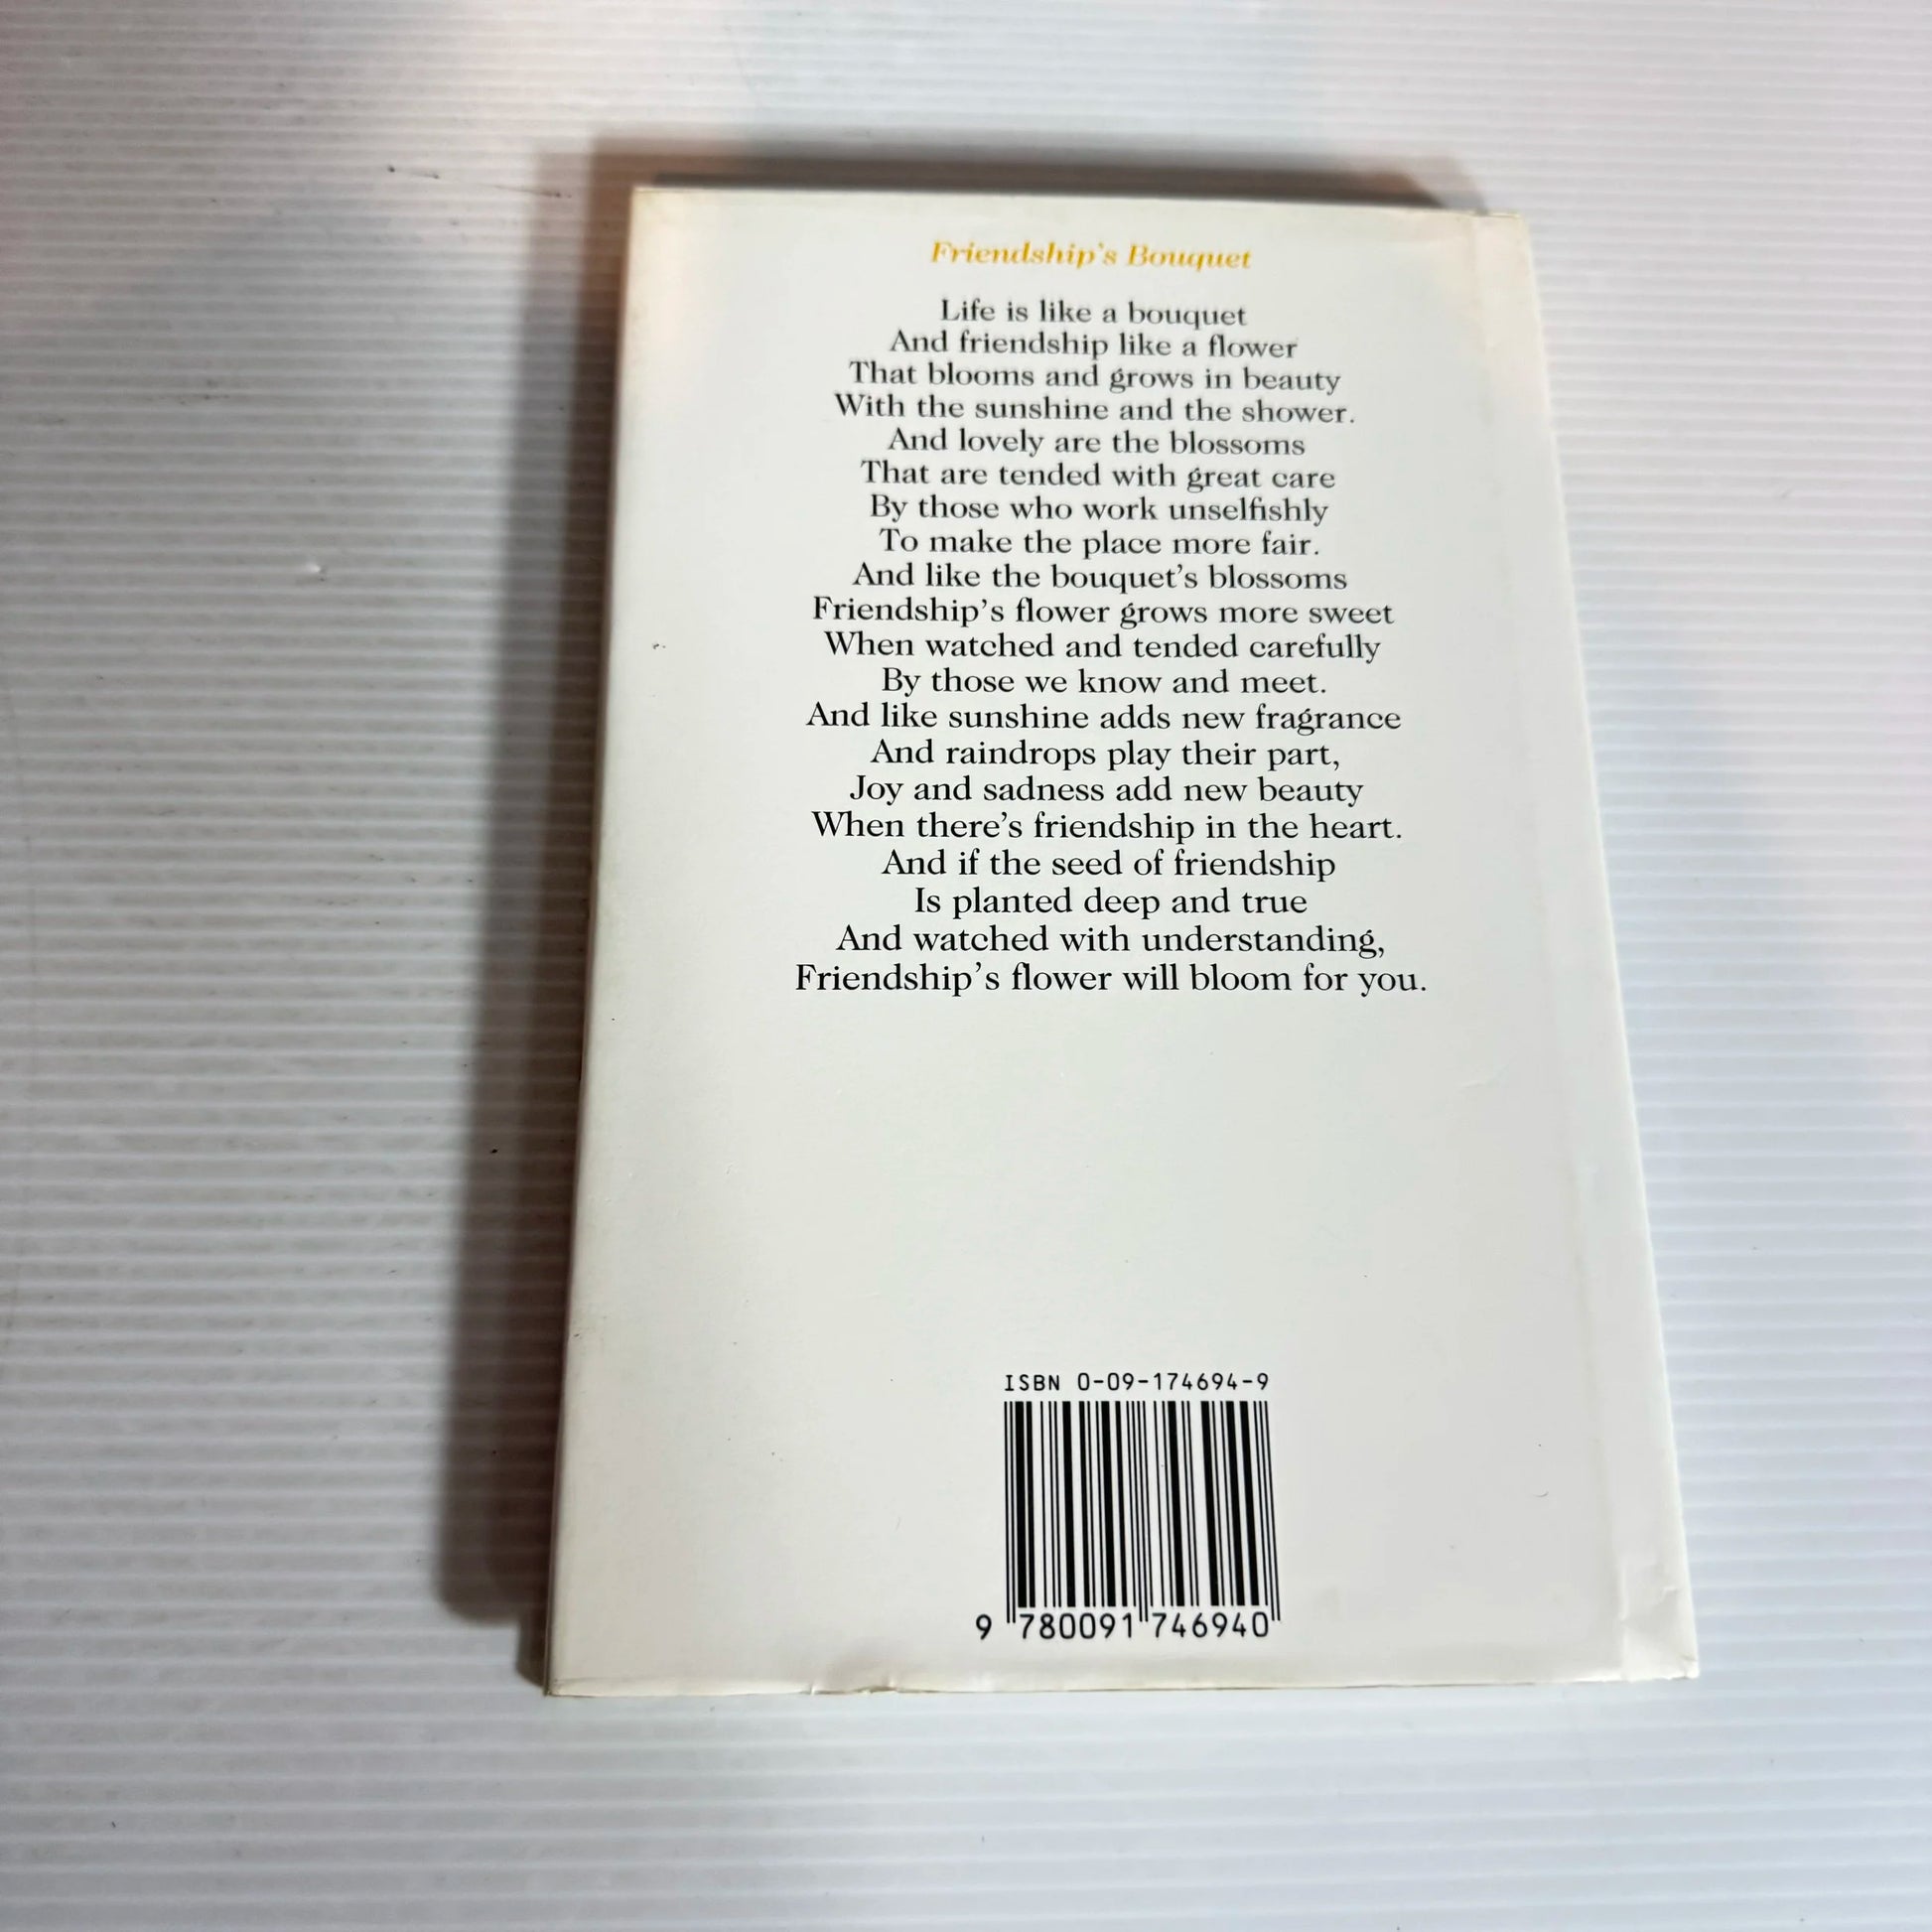 Friendship's Bouquet
Life is like a bouquet
And friendship like a flower
That blooms and grows in beauty
With the sunshine and the shower.
And lovely are the blossoms
That are tended with great care
By those who work unselfishly
To make the place more fair.
And like the bouquet's blossoms
Friendship's flower grows more sweet
When watched and tended carefully
By those we know and meet.
And like sunshine adds new fragrance
And raindrops play their part,
Joy and sadness add new beauty
When there's friendship in the heart.
And if the seed of friendship
Is planted deep and true
And watched with understanding,
Friendship's flower will bloom for you.
ISBN 0-09-174694-9
9 780091 746940